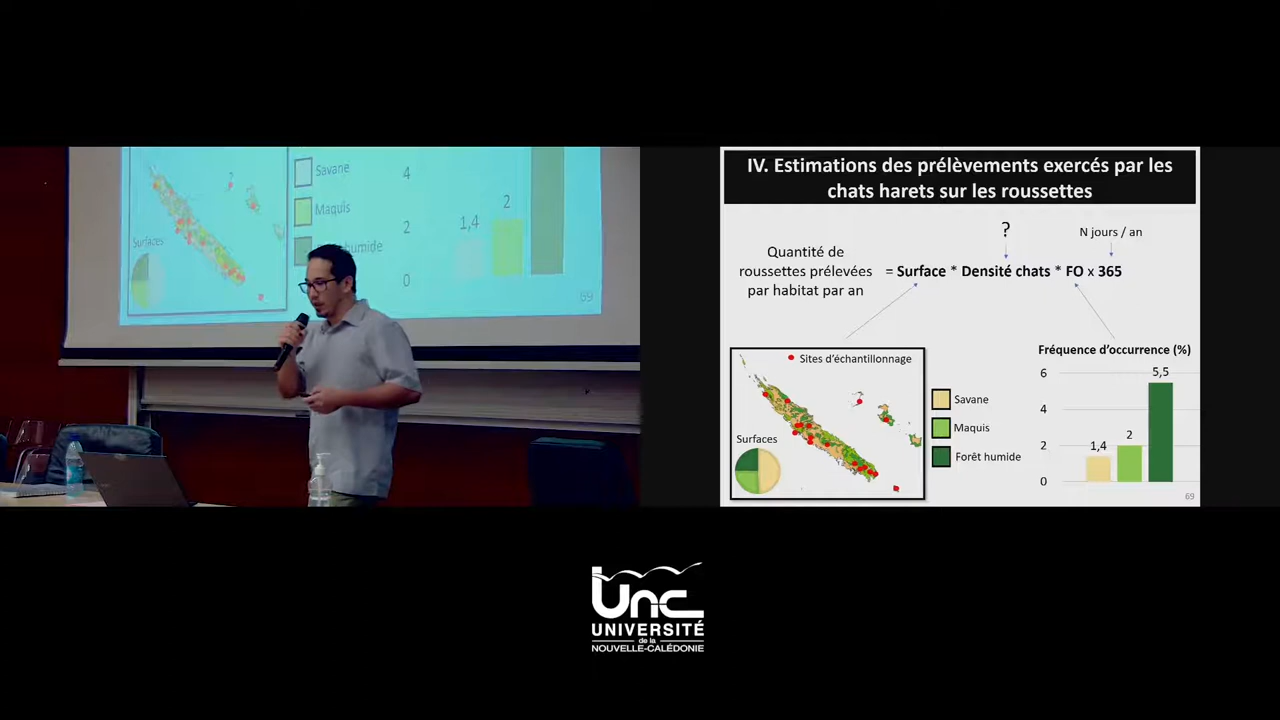 Savane
Maquis
humide
Surfaces
?
4
2
0
1,4
2
69
IV. Estimations des prélèvements exercés par les
chats harets sur les roussettes
?
N jours / an
Quantité de
roussettes prélevées
par habitat par an
= Surface * Densité chats * FO x 365
Sites d'échantillonnage
Surfaces
Savane
Maquis
Forêt humide
Fréquence d'occurrence (%)
6
4
2
0
1,4
2
5,5
69
Unc
UNIVERSITÉ
de la
NOUVELLE-CALÉDONIE